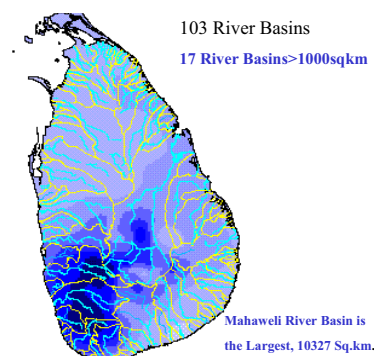 103 River Basins
17 River Basins>1000sqkm
Mahaweli River Basin is
the Largest, 10327 Sq.km.